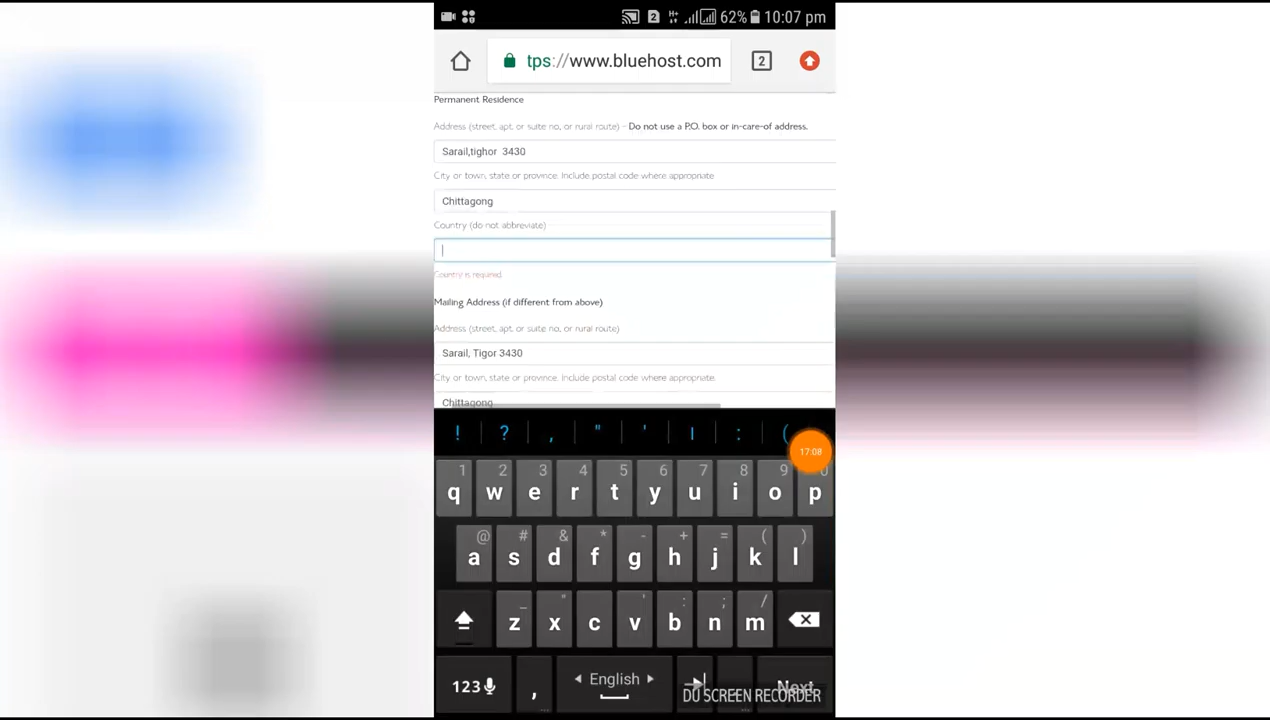 2 H+ 62% 10:07 pm
tps://www.bluehost.com 2
Permanent Residence
Address (street, apt. or suite no., or rural route) - Do not use a P.O. box or in-care-of address.
Sarail,tighor 3430
City or town, state or province. Include postal code where appropriate.
Chittagong
Country (do not abbreviate)
Country is required.
Mailing Address (if different from above)
Address (street, apt. or suite no., or rural route)
Sarail, Tigor 3430
City or town, state or province. Include postal code where appropriate.
Chittagong
! ? , " ' | : (
17:08
1 2 3 4 5 6 7 8 9 0
q w e r t y u i o p
@ # & * - + = ( )
a s d f g h j k l
_ " ' : ; /
z x c v b n m
123 , English Next
DU SCREEN RECORDER